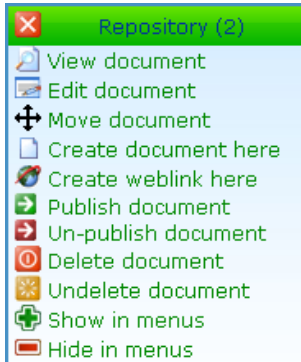 Repository (2)
View document
Edit document
Move document
Create document here
Create weblink here
Publish document
Un-publish document
Delete document
Undelete document
Show in menus
Hide in menus